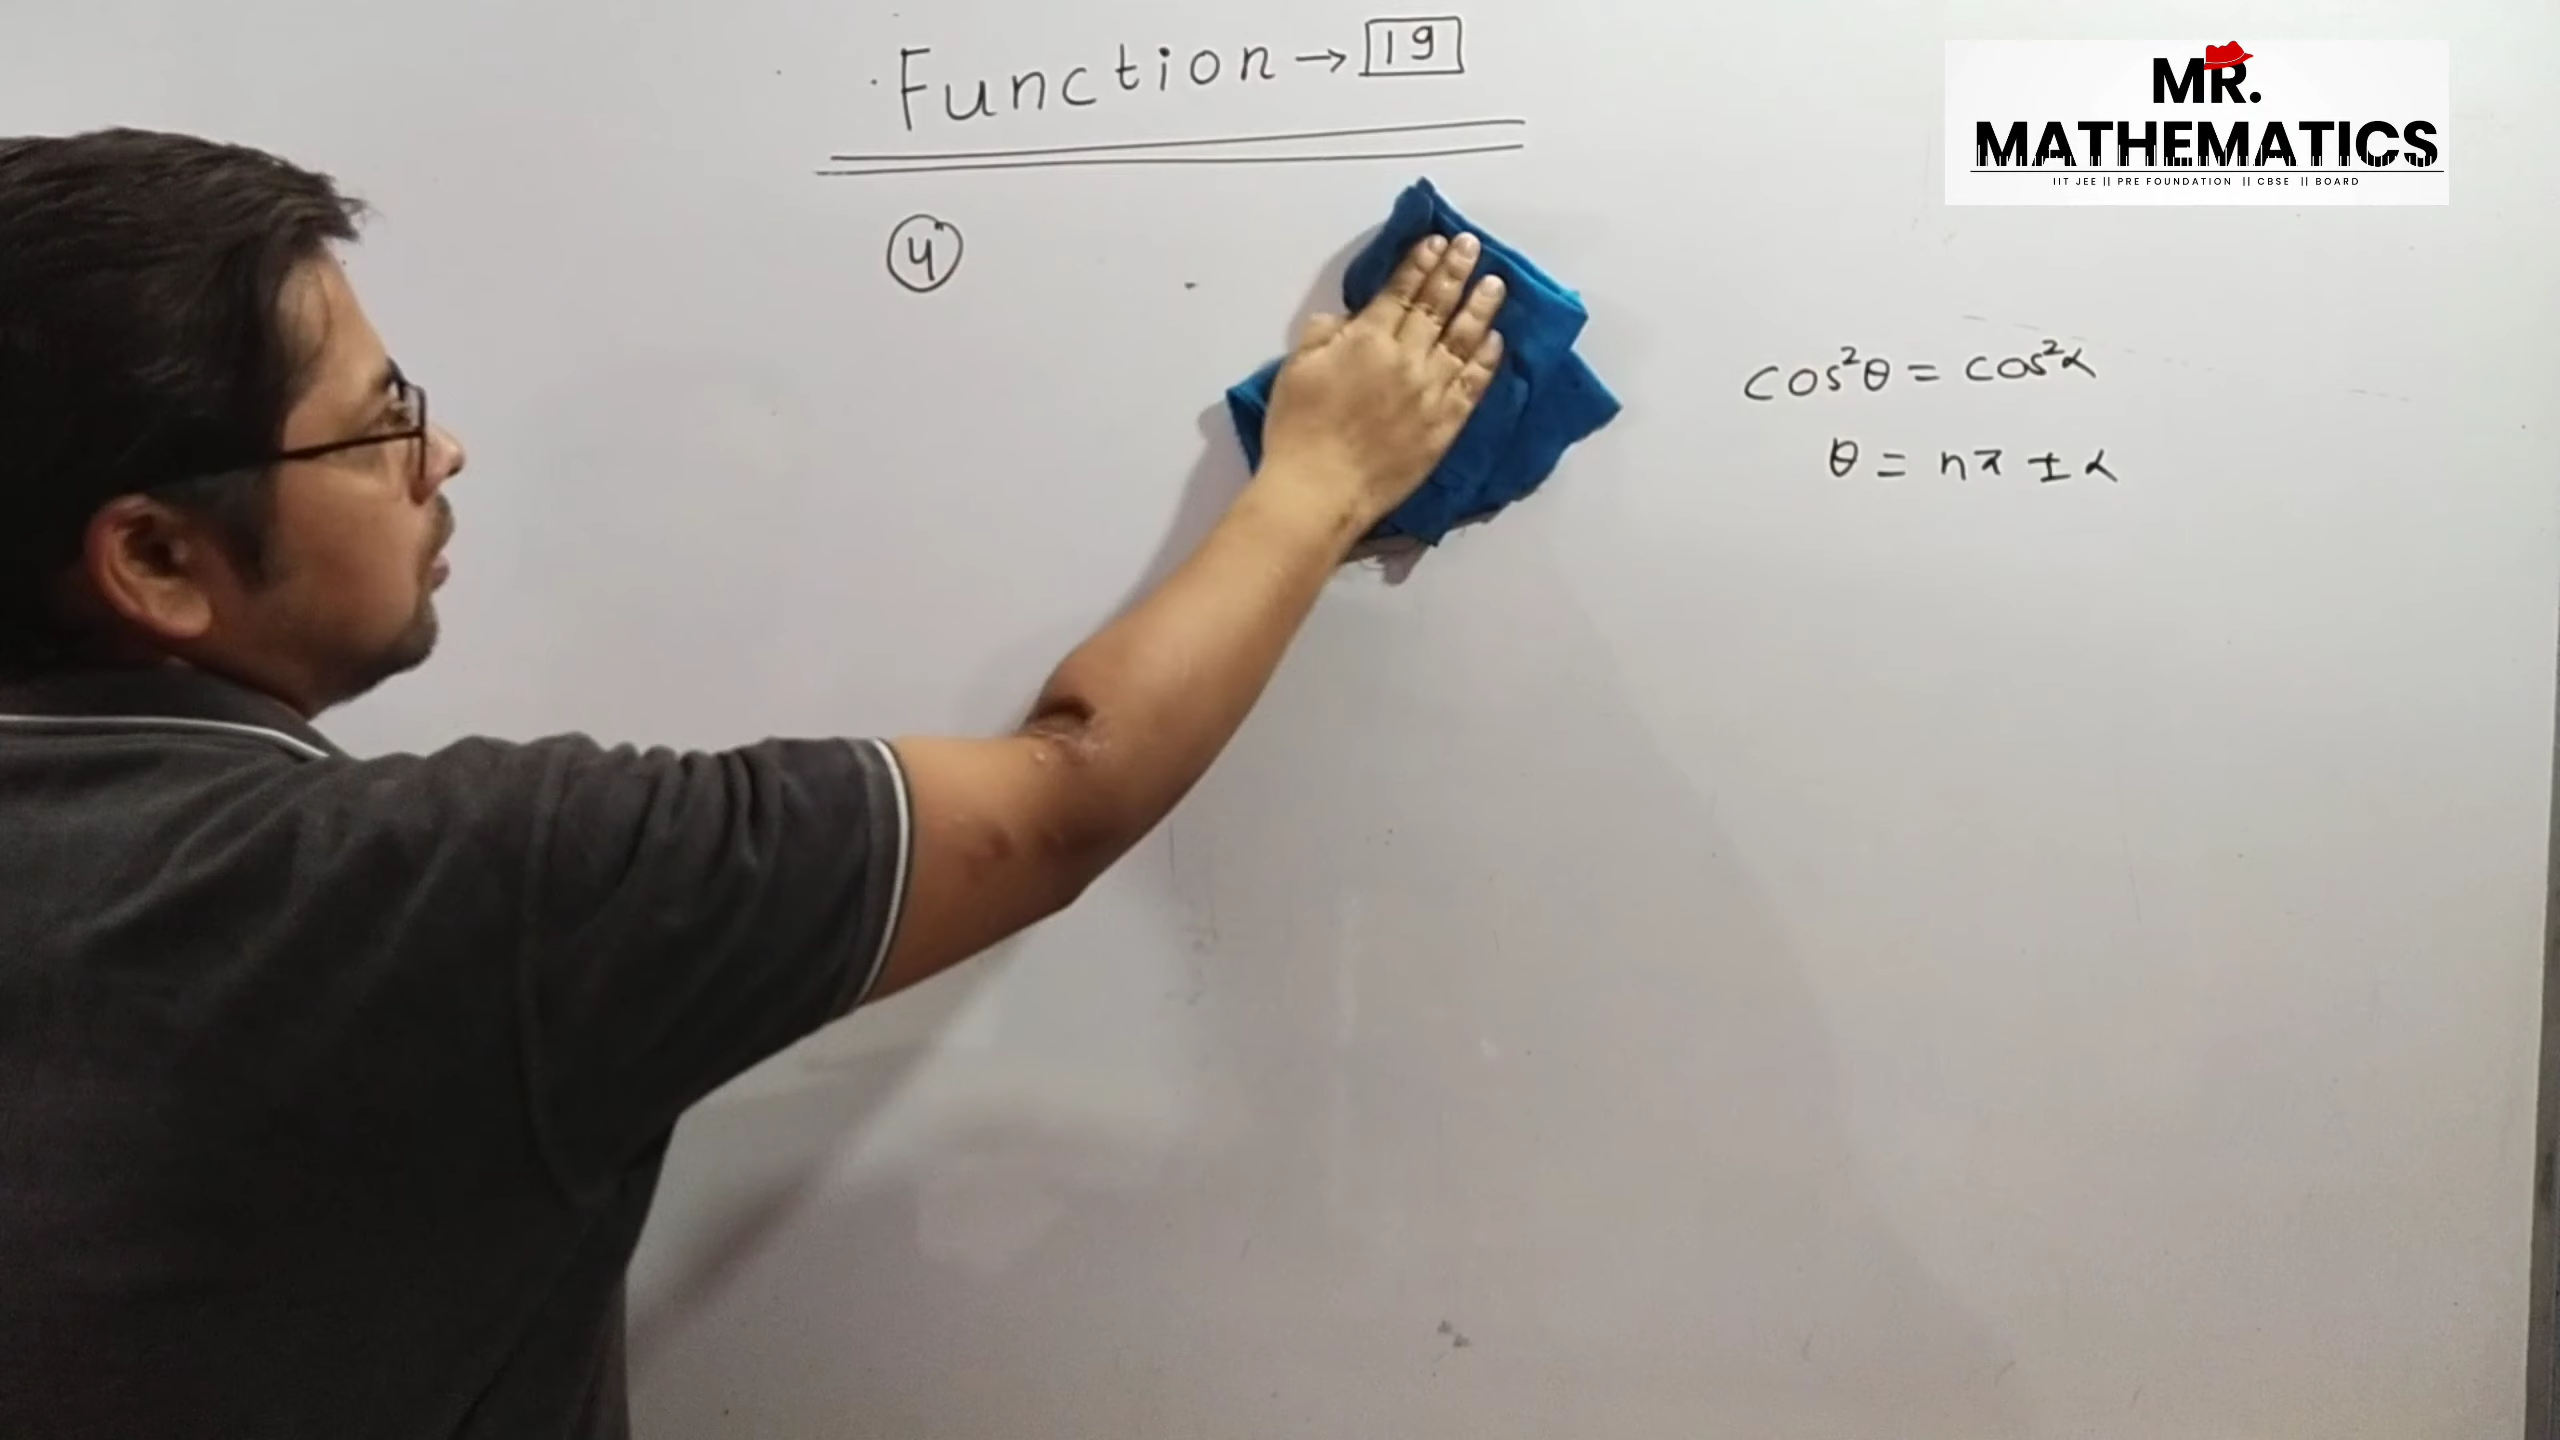 Function → 19
4
cos²θ = cos²α
θ = nπ ± α
MR.
MATHEMATICS
IIT JEE || PRE FOUNDATION || CBSE || BOARD